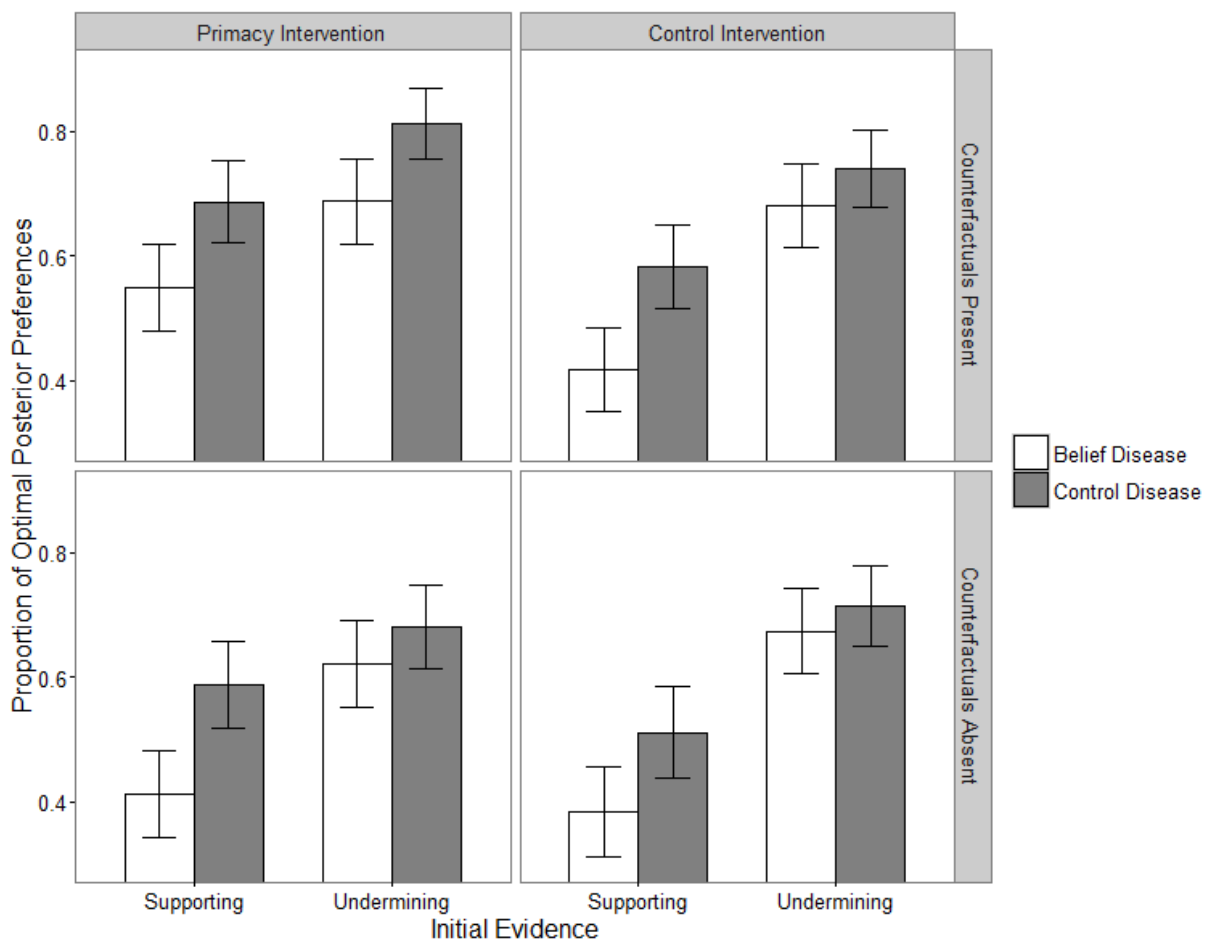 Primacy Intervention
Control Intervention
Proportion of Optimal Posterior Preferences
0.8
0.6
0.4
Counterfactuals Present
0.8
0.6
0.4
Counterfactuals Absent
Supporting
Undermining
Supporting
Undermining
Initial Evidence
Belief Disease
Control Disease